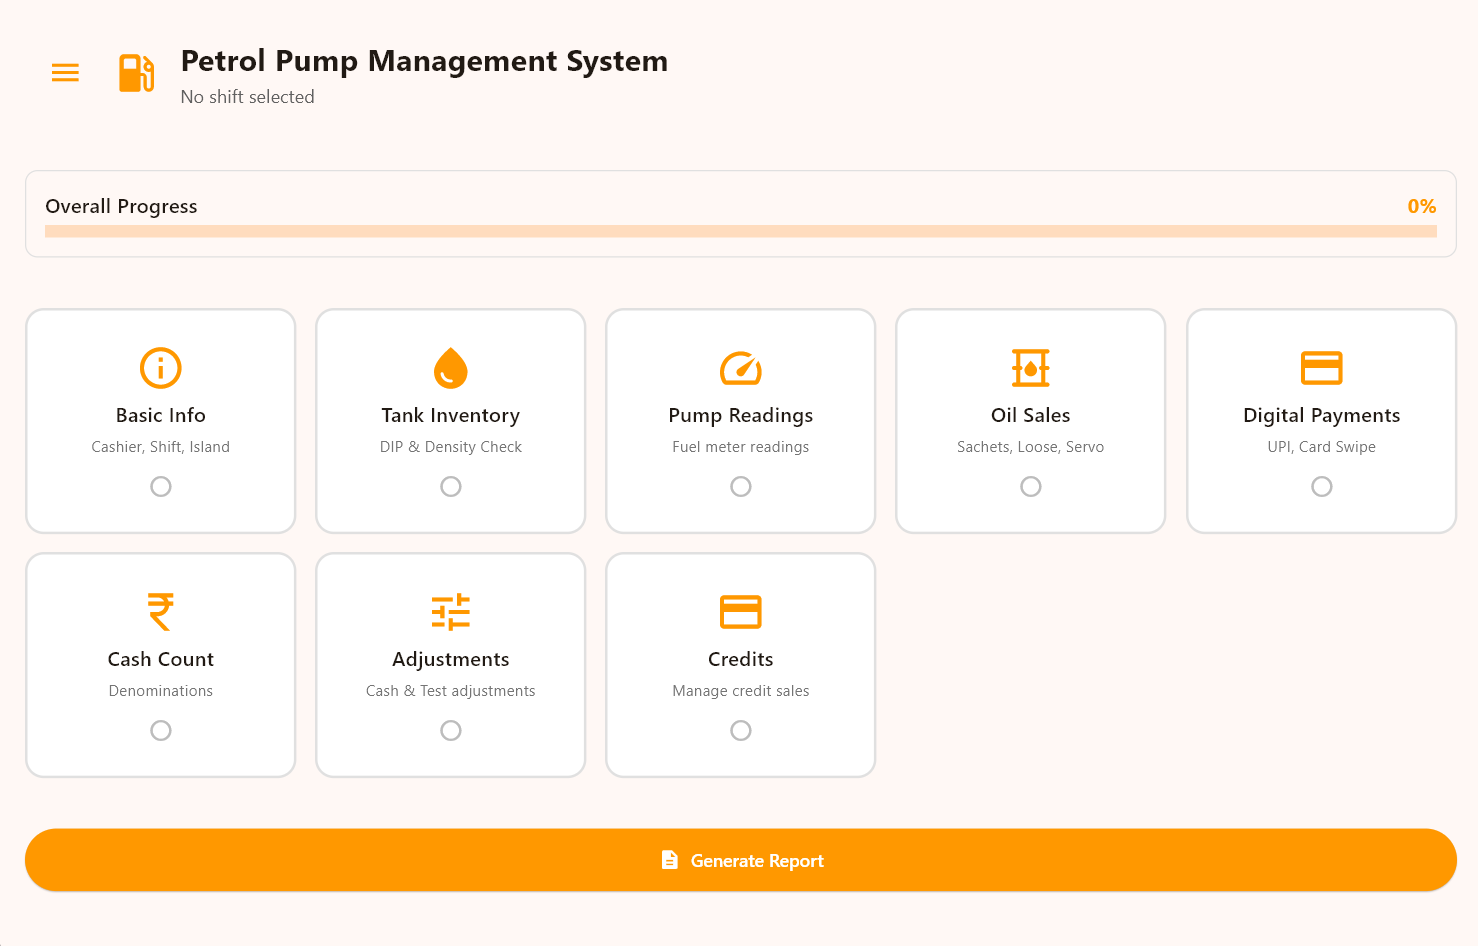 Petrol Pump Management System
No shift selected
Overall Progress
0%
Basic Info
Cashier, Shift, Island
Tank Inventory
DIP & Density Check
Pump Readings
Fuel meter readings
Oil Sales
Sachets, Loose, Servo
Digital Payments
UPI, Card Swipe
₹
Cash Count
Denominations
Adjustments
Cash & Test adjustments
Credits
Manage credit sales
Generate Report